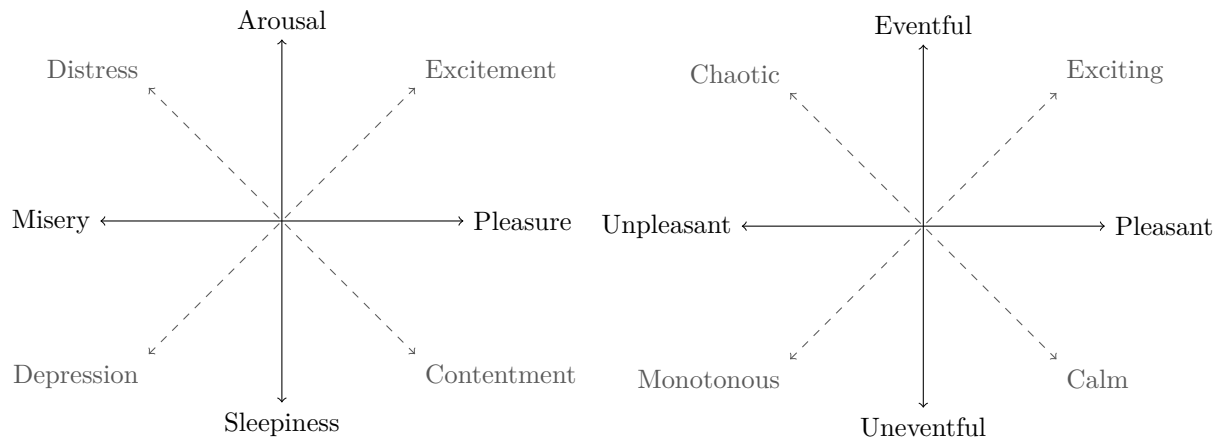 Arousal
Distress
Excitement
Misery
Pleasure
Depression
Contentment
Sleepiness
Eventful
Chaotic
Exciting
Unpleasant
Pleasant
Monotonous
Calm
Uneventful